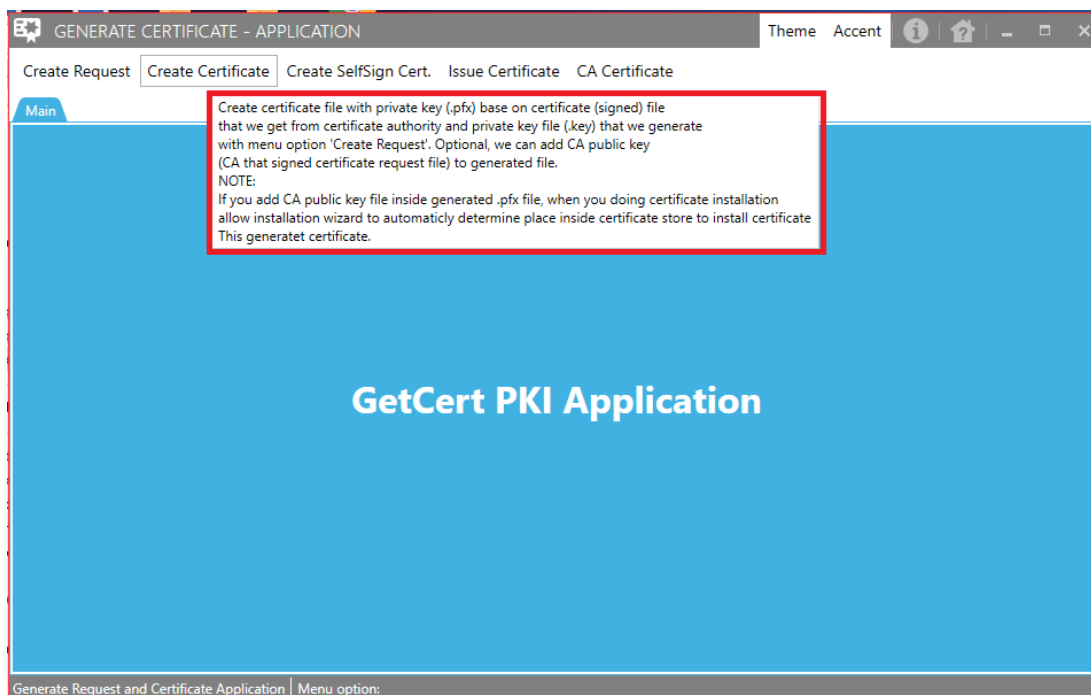 GENERATE CERTIFICATE - APPLICATION
Theme Accent
Create Request Create Certificate Create SelfSign Cert. Issue Certificate CA Certificate
Main
Create certificate file with private key (.pfx) base on certificate (signed) file
that we get from certificate authority and private key file (.key) that we generate
with menu option 'Create Request'. Optional, we can add CA public key
(CA that signed certificate request file) to generated file.
NOTE:
If you add CA public key file inside generated .pfx file, when you doing certificate installation
allow installation wizard to automaticly determine place inside certificate store to install certificate
This generatet certificate.
GetCert PKI Application
Generate Request and Certificate Application Menu option: